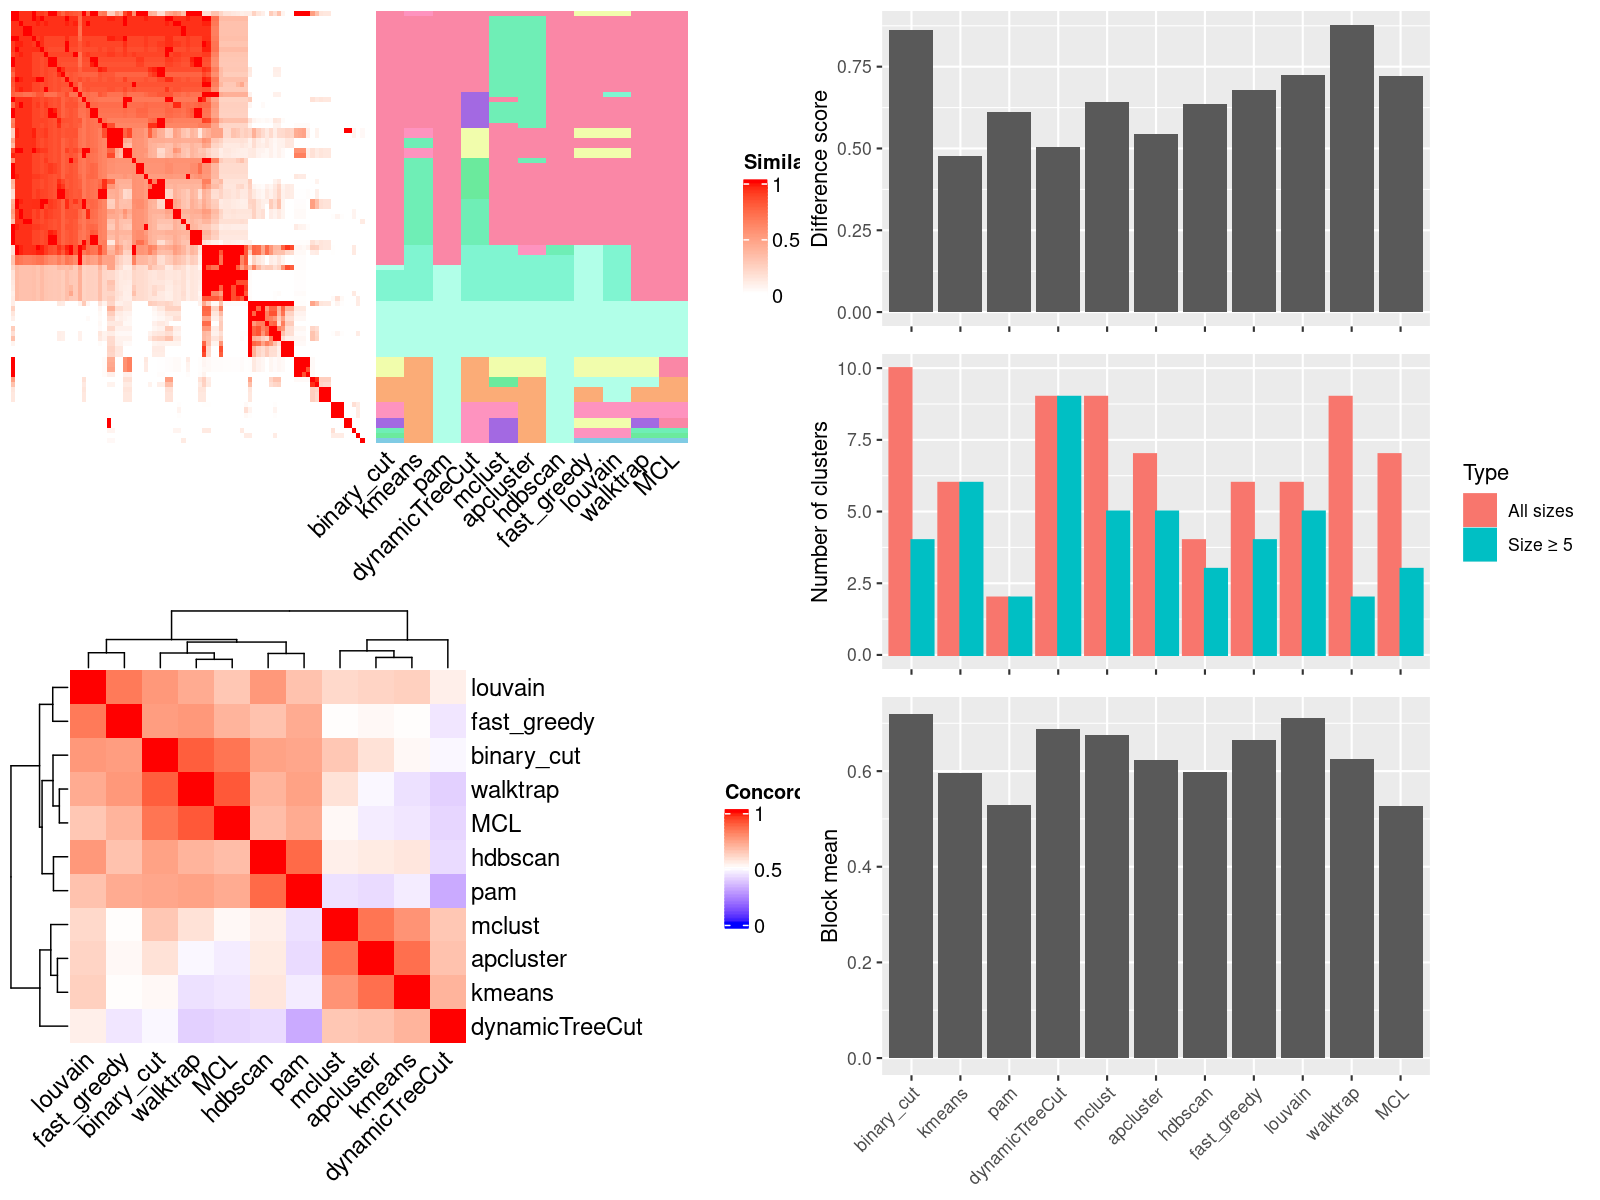 Simila
1
0.5
0
binary_cut
kmeans
pam
dynamicTreeCut
mclust
apcluster
hdbscan
fast_greedy
louvain
walktrap
MCL
louvain
fast_greedy
binary_cut
walktrap
MCL
hdbscan
pam
mclust
apcluster
kmeans
dynamicTreeCut
louvain
fast_greedy
binary_cut
walktrap
MCL
hdbscan
pam
mclust
apcluster
kmeans
dynamicTreeCut
Concord
1
0.5
0
Difference score
0.75
0.50
0.25
0.00
Number of clusters
10.0
7.5
5.0
2.5
0.0
Type
All sizes
Size ≥ 5
Block mean
0.6
0.4
0.2
0.0
binary_cut
kmeans
pam
dynamicTreeCut
mclust
apcluster
hdbscan
fast_greedy
louvain
walktrap
MCL